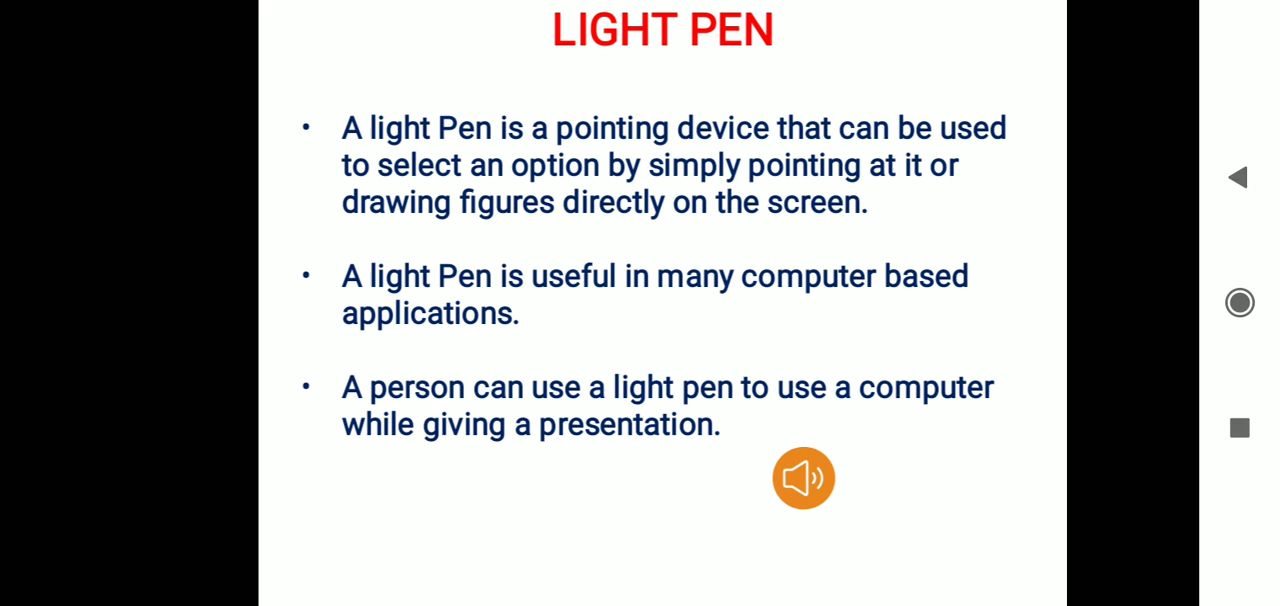 LIGHT PEN
• A light Pen is a pointing device that can be used
to select an option by simply pointing at it or
drawing figures directly on the screen.
• A light Pen is useful in many computer based
applications.
• A person can use a light pen to use a computer
while giving a presentation.